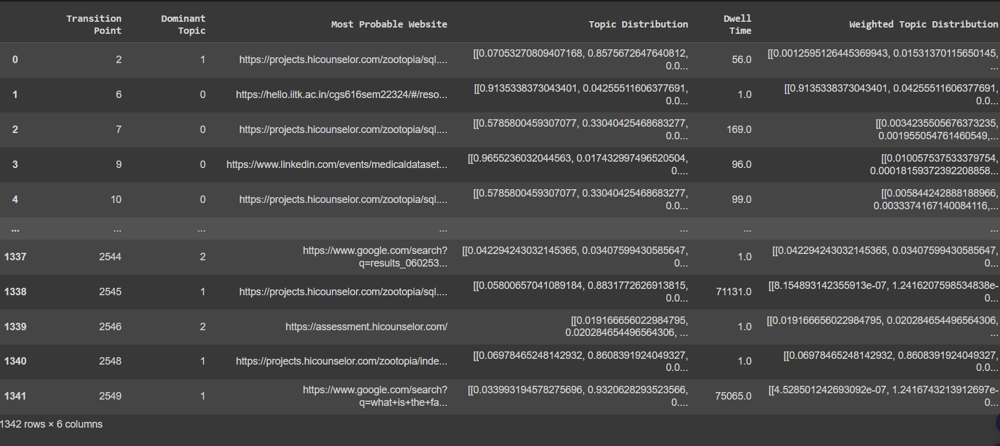 Transition Point Dominant Topic Most Probable Website Topic Distribution Dwell Time Weighted Topic Distribution
0 2 1 https://projects.hicounselor.com/zootopia/sql.... [[0.07053270809407168, 0.8575672647640812, 0.0... 56.0 [[0.0012595126445369943, 0.01531370115650145, ...
1 6 0 https://hello.iitk.ac.in/cgs616sem22324/#/reso... [[0.9135338373043401, 0.04255511606377691, 0.0... 1.0 [[0.9135338373043401, 0.04255511606377691, 0.0...
2 7 0 https://projects.hicounselor.com/zootopia/sql.... [[0.5785800459307077, 0.33040425468683277, 0.0... 169.0 [[0.0034235505676373235, 0.0019550547614605​49,...
3 9 0 https://www.linkedin.com/events/medicaldataset... [[0.9655236032044563, 0.017432997496520504, 0.... 96.0 [[0.010057537533379754, 0.00018159372392208858...
4 10 0 https://projects.hicounselor.com/zootopia/sql.... [[0.5785800459307077, 0.33040425468683277, 0.0... 99.0 [[0.005844242888188966, 0.0033374167140084116,...
... ... ... ... ... ... ...
1337 2544 2 https://www.google.com/search?q=results_060253... [[0.042294243032145365, 0.03407599430585647, 0... 1.0 [[0.042294243032145365, 0.03407599430585647, 0...
1338 2545 1 https://projects.hicounselor.com/zootopia/sql.... [[0.05800657041089184, 0.8831772626913815, 0.0... 71131.0 [[8.154893142355913e-07, 1.2416207598534838e-0...
1339 2546 2 https://assessment.hicounselor.com/ [[0.019166656022984795, 0.020284654496564306, ... 1.0 [[0.019166656022984795, 0.020284654496564306, ...
1340 2548 1 https://projects.hicounselor.com/zootopia/inde... [[0.06978465248142932, 0.8608391924049327, 0.0... 1.0 [[0.06978465248142932, 0.8608391924049327, 0.0...
1341 2549 1 https://www.google.com/search?q=what+is+the+fa... [[0.033993194578275696, 0.9320628293523566, 0.... 75065.0 [[4.528501242693092e-07, 1.2416743213912697e-0...
1342 rows × 6 columns